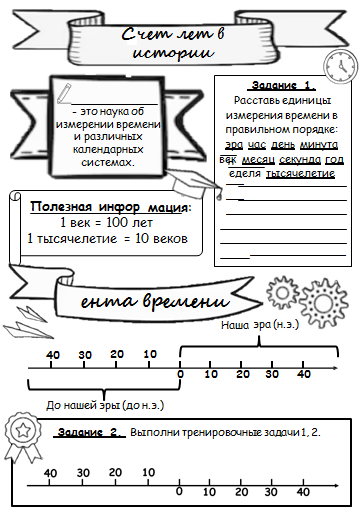 Счет лет в
истории
- это наука об
измерении времени
и различных
календарных
системах.
Задание 1.
Расставь единицы
измерения времени в
правильном порядке:
эра час день минута
век месяц секунда год
еделя тысячелетие
Полезная инфор мация:
1 век = 100 лет
1 тысячелетие = 10 веков
ента времени
Наша эра (н.э.)
40 30 20 10 0 10 20 30 40
До нашей эры (до н.э.)
Задание 2. Выполни тренировочные задачи 1, 2.
40 30 20 10 0 10 20 30 40